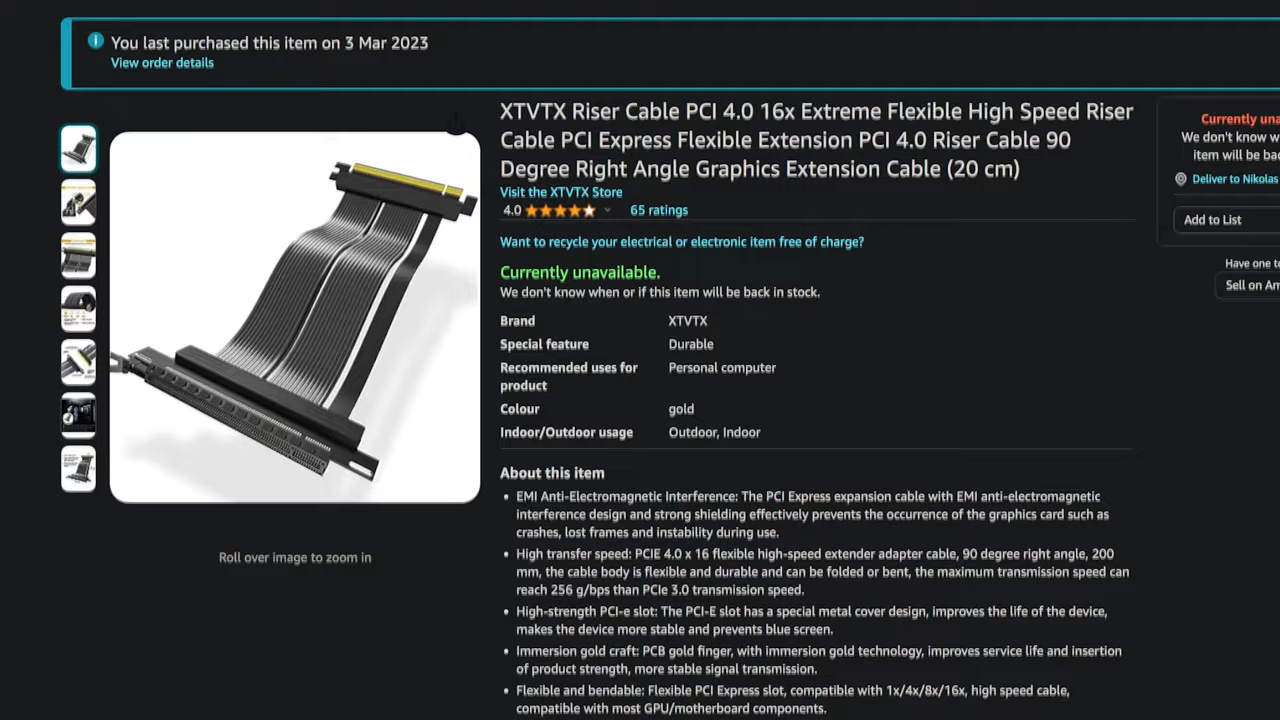 You last purchased this item on 3 Mar 2023
View order details
XTVTX Riser Cable PCI 4.0 16x Extreme Flexible High Speed Riser
Cable PCI Express Flexible Extension PCI 4.0 Riser Cable 90
Degree Right Angle Graphics Extension Cable (20 cm)
Visit the XTVTX Store
4.0 65 ratings
Want to recycle your electrical or electronic item free of charge?
Currently unavailable.
We don't know when or if this item will be back in stock.
Brand XTVTX
Special feature Durable
Recommended uses for Personal computer
product
Colour gold
Indoor/Outdoor usage Outdoor, Indoor
About this item
EMI Anti-Electromagnetic Interference: The PCI Express expansion cable with EMI anti-electromagnetic
interference design and strong shielding effectively prevents the occurrence of the graphics card such as
crashes, lost frames and instability during use.
High transfer speed: PCIE 4.0 x 16 flexible high-speed extender adapter cable, 90 degree right angle, 200
mm, the cable body is flexible and durable and can be folded or bent, the maximum transmission speed can
reach 256 g/bps than PCIe 3.0 transmission speed.
High-strength PCI-e slot: The PCI-E slot has a special metal cover design, improves the life of the device,
makes the device more stable and prevents blue screen.
Immersion gold craft: PCB gold finger, with immersion gold technology, improves service life and insertion
of product strength, more stable signal transmission.
Flexible and bendable: Flexible PCI Express slot, compatible with 1x/4x/8x/16x, high speed cable,
compatible with most GPU/motherboard components.
Roll over image to zoom in
Currently una
We don't know w
item will be bac
Deliver to Nikolas
Add to List
Have one to
Sell on Am